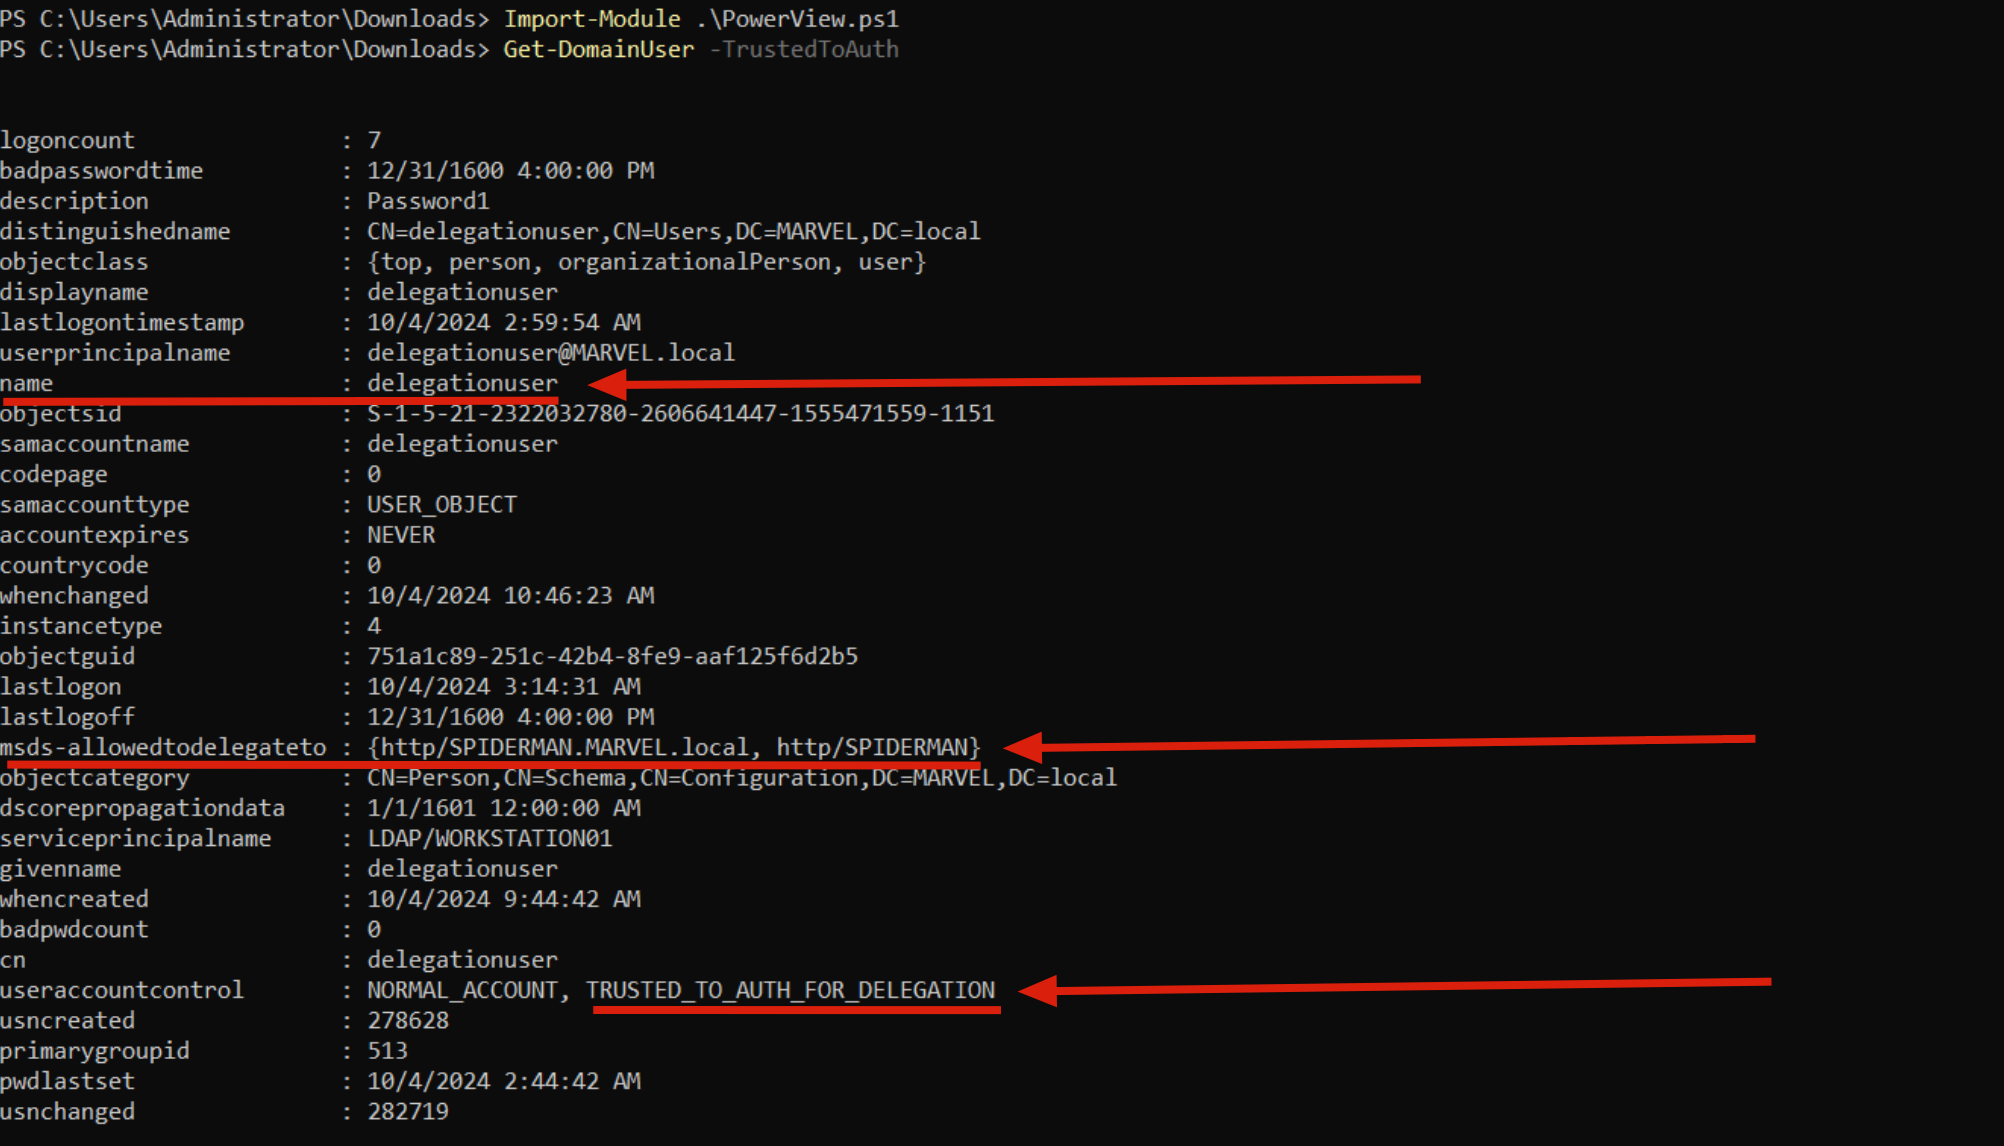 PS C:\Users\Administrator\Downloads> Import-Module .\PowerView.ps1
PS C:\Users\Administrator\Downloads> Get-DomainUser -TrustedToAuth
logoncount : 7
badpasswordtime : 12/31/1600 4:00:00 PM
description : Password1
distinguishedname : CN=delegationuser,CN=Users,DC=MARVEL,DC=local
objectclass : {top, person, organizationalPerson, user}
displayname : delegationuser
lastlogontimestamp : 10/4/2024 2:59:54 AM
userprincipalname : delegationuser@MARVEL.local
name : delegationuser
objectsid : S-1-5-21-2322032780-2606641447-1555471559-1151
samaccountname : delegationuser
codepage : 0
samaccounttype : USER_OBJECT
accountexpires : NEVER
countrycode : 0
whenchanged : 10/4/2024 10:46:23 AM
instancetype : 4
objectguid : 751a1c89-251c-42b4-8fe9-aaf125f6d2b5
lastlogon : 10/4/2024 3:14:31 AM
lastlogoff : 12/31/1600 4:00:00 PM
msds-allowedtodelegateto : {http/SPIDERMAN.MARVEL.local, http/SPIDERMAN}
objectcategory : CN=Person,CN=Schema,CN=Configuration,DC=MARVEL,DC=local
dscorepropagationdata : 1/1/1601 12:00:00 AM
serviceprincipalname : LDAP/WORKSTATION01
givenname : delegationuser
whencreated : 10/4/2024 9:44:42 AM
badpwdcount : 0
cn : delegationuser
useraccountcontrol : NORMAL_ACCOUNT, TRUSTED_TO_AUTH_FOR_DELEGATION
usncreated : 278628
primarygroupid : 513
pwdlastset : 10/4/2024 2:44:42 AM
usnchanged : 282719